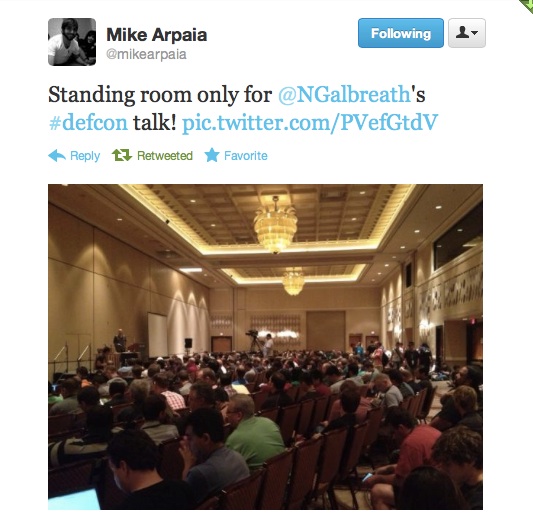 Mike Arpaia
@mikearpaia
Following
Standing room only for @NGalbreath's
#defcon talk! pic.twitter.com/PVefGtdV
Reply Retweeted Favorite